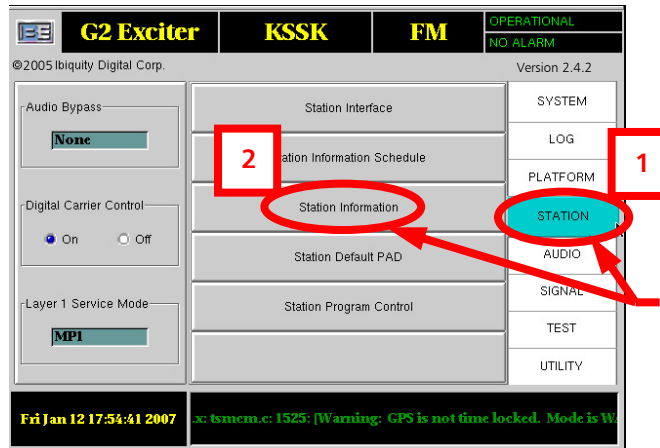 G2 Exciter
KSSK
FM
OPERATIONAL
NO ALARM
©2005 Ibiquity Digital Corp.
Version 2.4.2
Audio Bypass
None
Digital Carrier Control
On
Off
Layer 1 Service Mode
MP1
Station Interface
2
Information Schedule
Station Information
Station Default PAD
Station Program Control
SYSTEM
LOG
1
PLATFORM
STATION
AUDIO
SIGNAL
TEST
UTILITY
Fri Jan 12 17:54:41 2007
.x: tsmcm.c: 1525: [Warning: GPS is not time locked. Mode is